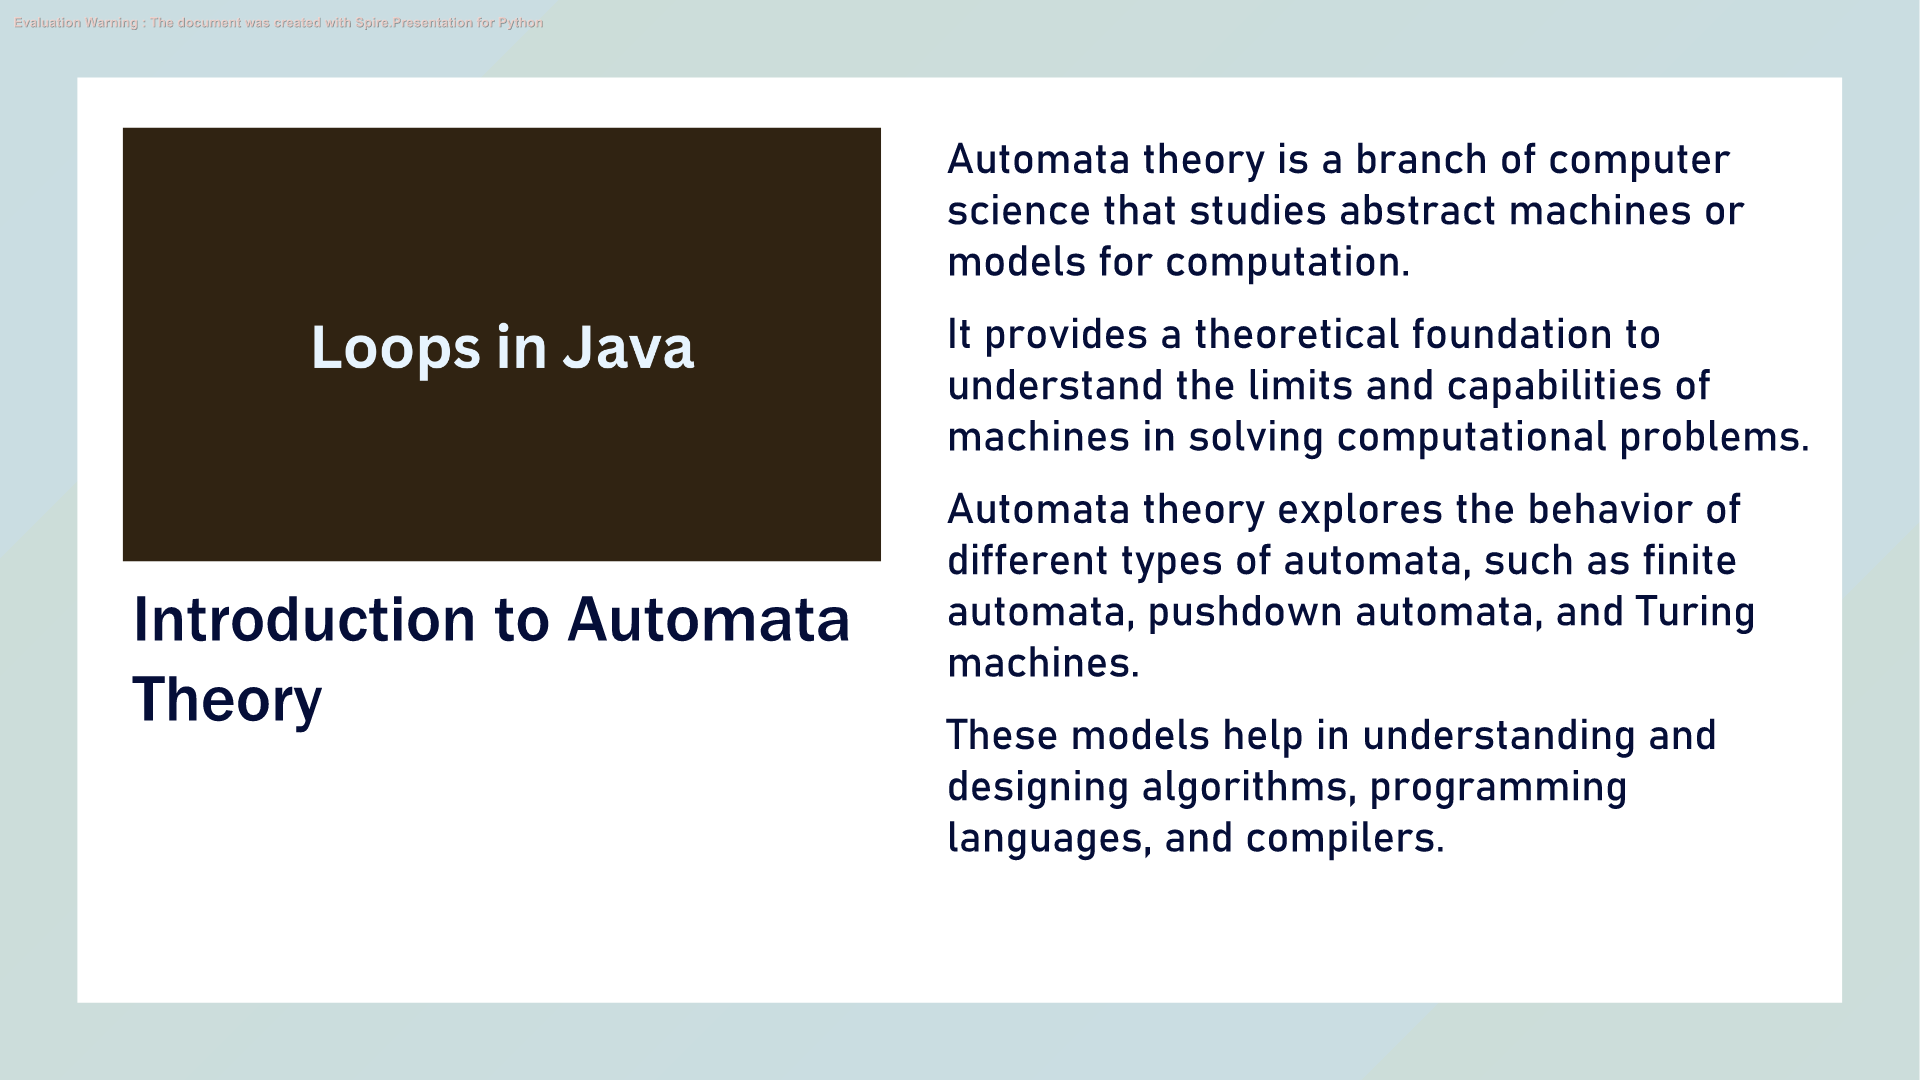 Evaluation Warning : The document was created with Spire.Presentation for Python
Loops in Java
Introduction to Automata
Theory
Automata theory is a branch of computer
science that studies abstract machines or
models for computation.
It provides a theoretical foundation to
understand the limits and capabilities of
machines in solving computational problems.
Automata theory explores the behavior of
different types of automata, such as finite
automata, pushdown automata, and Turing
machines.
These models help in understanding and
designing algorithms, programming
languages, and compilers.